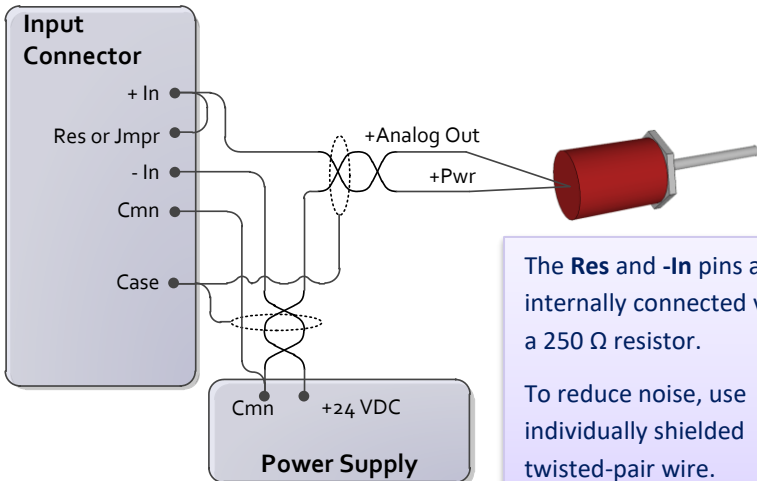 Input
Connector
+ In
Res or Jmpr
- In
Cmn
Case
+Analog Out
+Pwr
The Res and -In pins
internally connected
a 250 Ω resistor.
To reduce noise, use
individually shielded
twisted-pair wire.
Cmn
+24 VDC
Power Supply